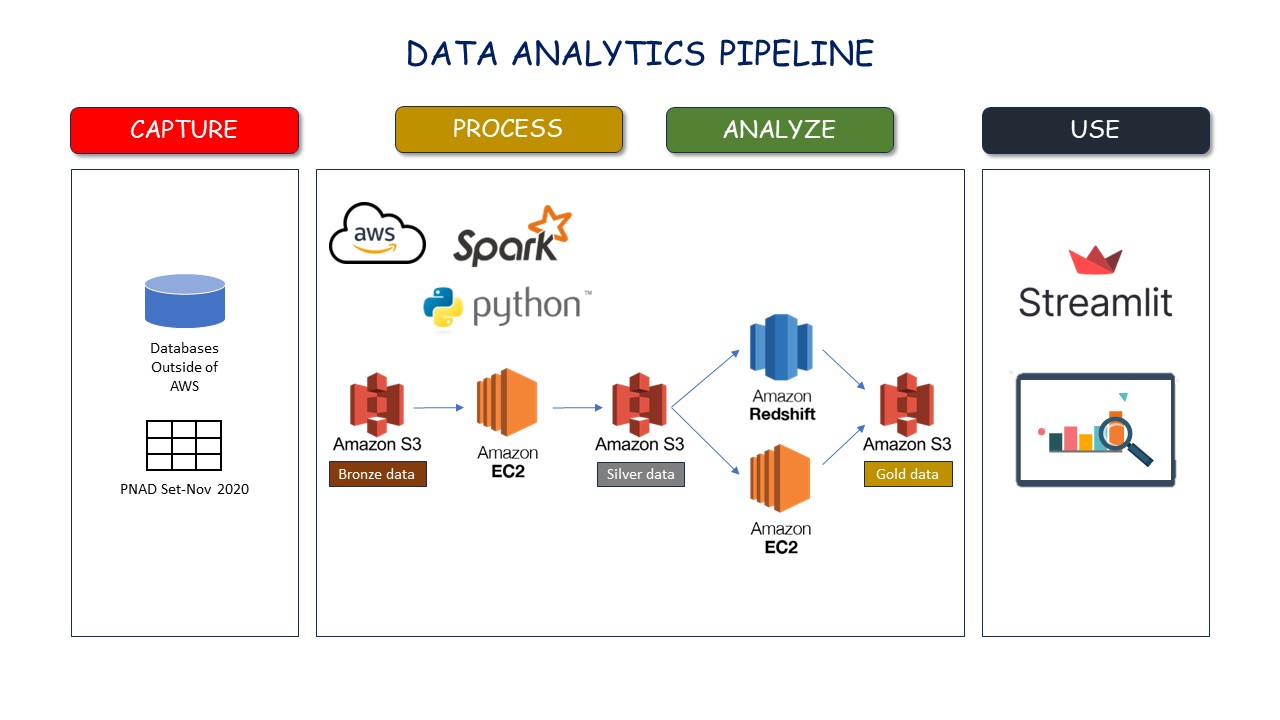 DATA ANALYTICS PIPELINE
CAPTURE
PROCESS
ANALYZE
USE
Databases
Outside of
AWS
PNAD Set-Nov 2020
aws
Spark
python™
Amazon S3
Bronze data
Amazon
EC2
Amazon S3
Silver data
Amazon
Redshift
Amazon
EC2
Amazon S3
Gold data
Streamlit